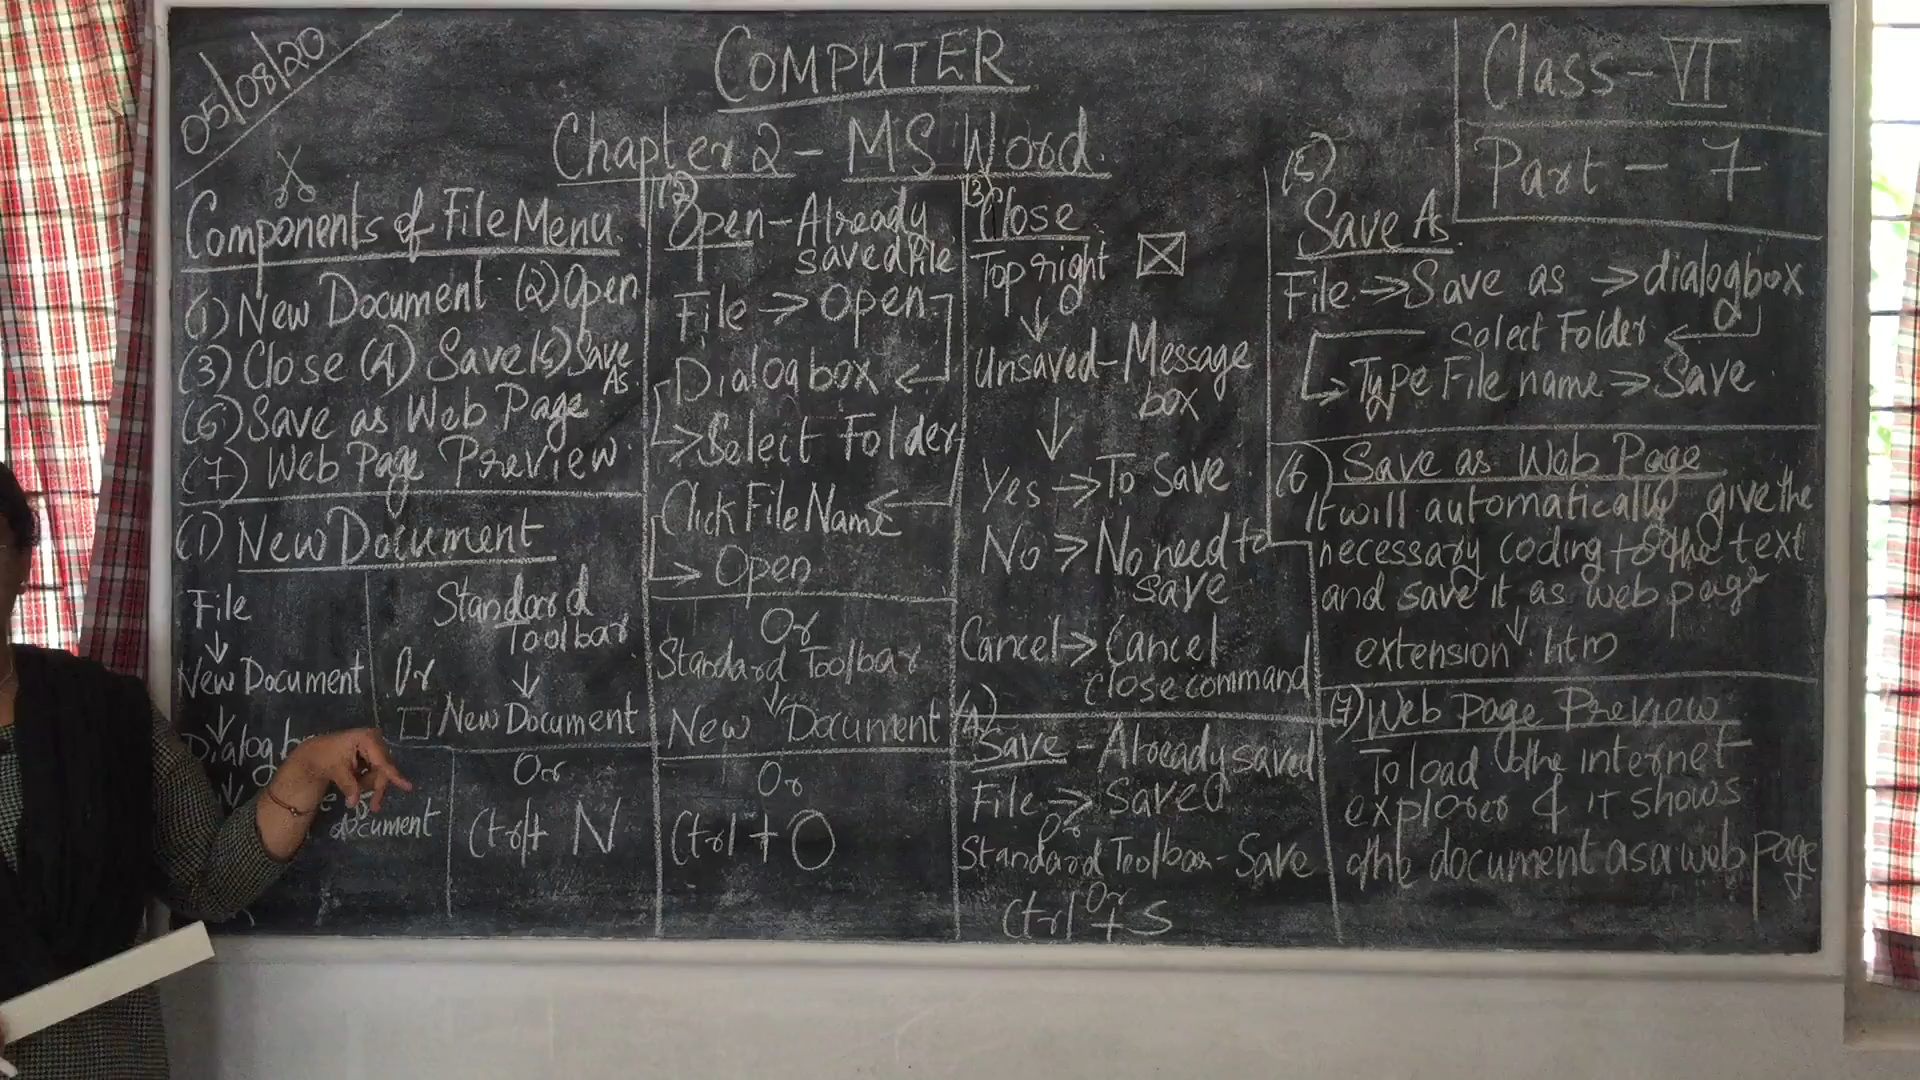 05/08/20
COMPUTER
Class - VI
Part - 7
Chapter 2 - MS Word
Components of File Menu
(1) New Document (2) Open
(3) Close (4) Save (5) Save As
(6) Save as Web Page
(7) Web Page Preview
(1) New Document
File
↓
New Document
↓
↓
document
Or
Standard
Toolbar
↓
New Document
Or
Ctrl + N
(2)
Open - Already
saved file
File → Open
Dialogbox ←
→ Select Folder
Click File Name ←
→ Open
Or
Standard Toolbar
↓
New Document
Or
Ctrl + O
(3) Close
Top right
↓
Unsaved - Message
box
↓
Yes → To Save
No → No need to
save
Cancel → Cancel
close command
(4)
Save - Already saved
File → Saved
Or
Standard Toolbar - Save
Or
Ctrl + S
(5)
Save As
File → Save as → dialogbox
Select Folder ←
→ Type File name → Save
(6) Save as Web Page
It will automatically give the
necessary coding to the text
and save it as web page
↓
extension .htm
(7) Web Page Preview
To load the internet
explorer & it shows
the document as a web page